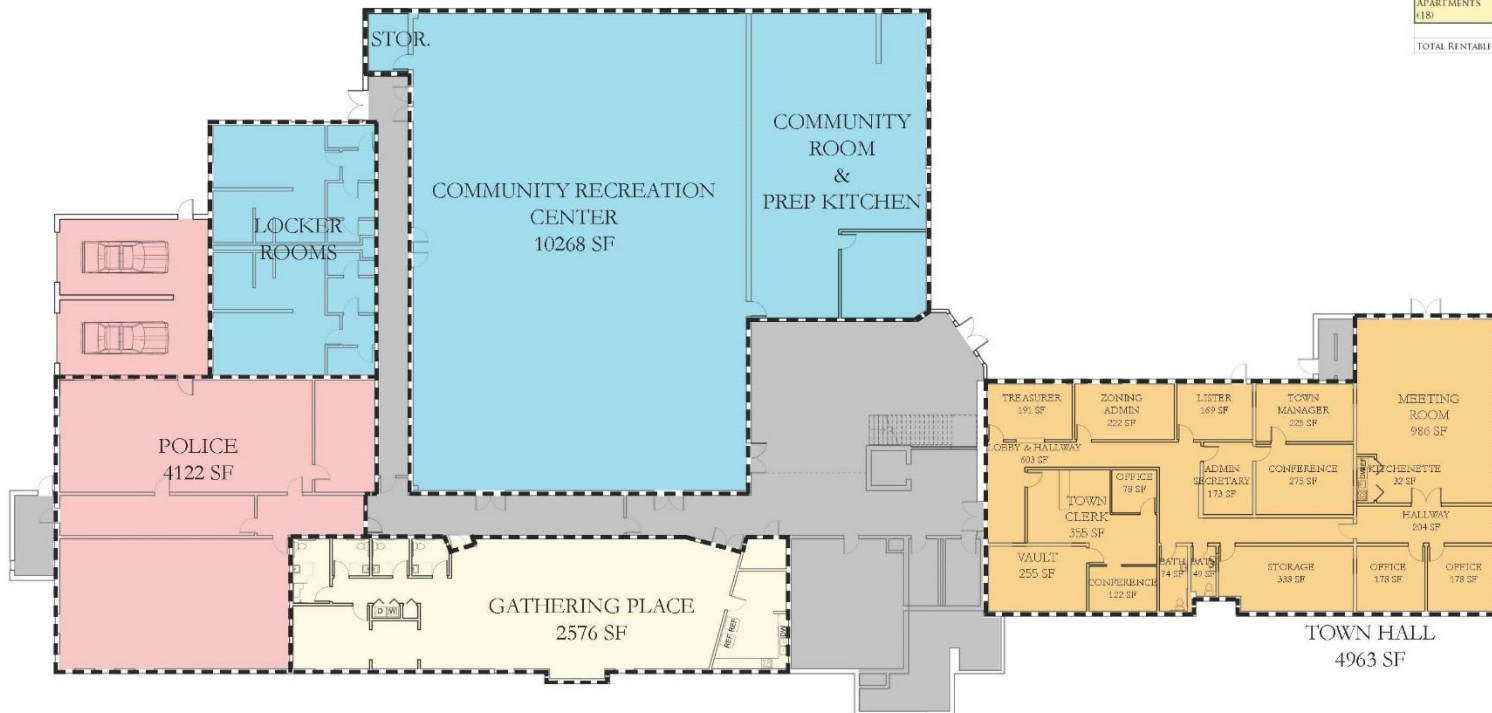 APARTMENTS
(18)
TOTAL RENTABLE
STOR.
COMMUNITY
ROOM
&
PREP KITCHEN
COMMUNITY RECREATION
CENTER
10268 SF
LOCKER
ROOMS
POLICE
4122 SF
GATHERING PLACE
2576 SF
D W
REF. REF.
DW
TREASURER
191 SF
ZONING
ADMIN
222 SF
LISTER
169 SF
TOWN
MANAGER
225 SF
MEETING
ROOM
986 SF
LOBBY & HALLWAY
603 SF
ADMIN
SECRETARY
173 SF
CONFERENCE
275 SF
KITCHENETTE
32 SF
OFFICE
78 SF
TOWN
CLERK
355 SF
HALLWAY
204 SF
VAULT
255 SF
CONFERENCE
122 SF
BATH
74 SF
BATH
49 SF
STORAGE
338 SF
OFFICE
178 SF
OFFICE
178 SF
TOWN HALL
4963 SF